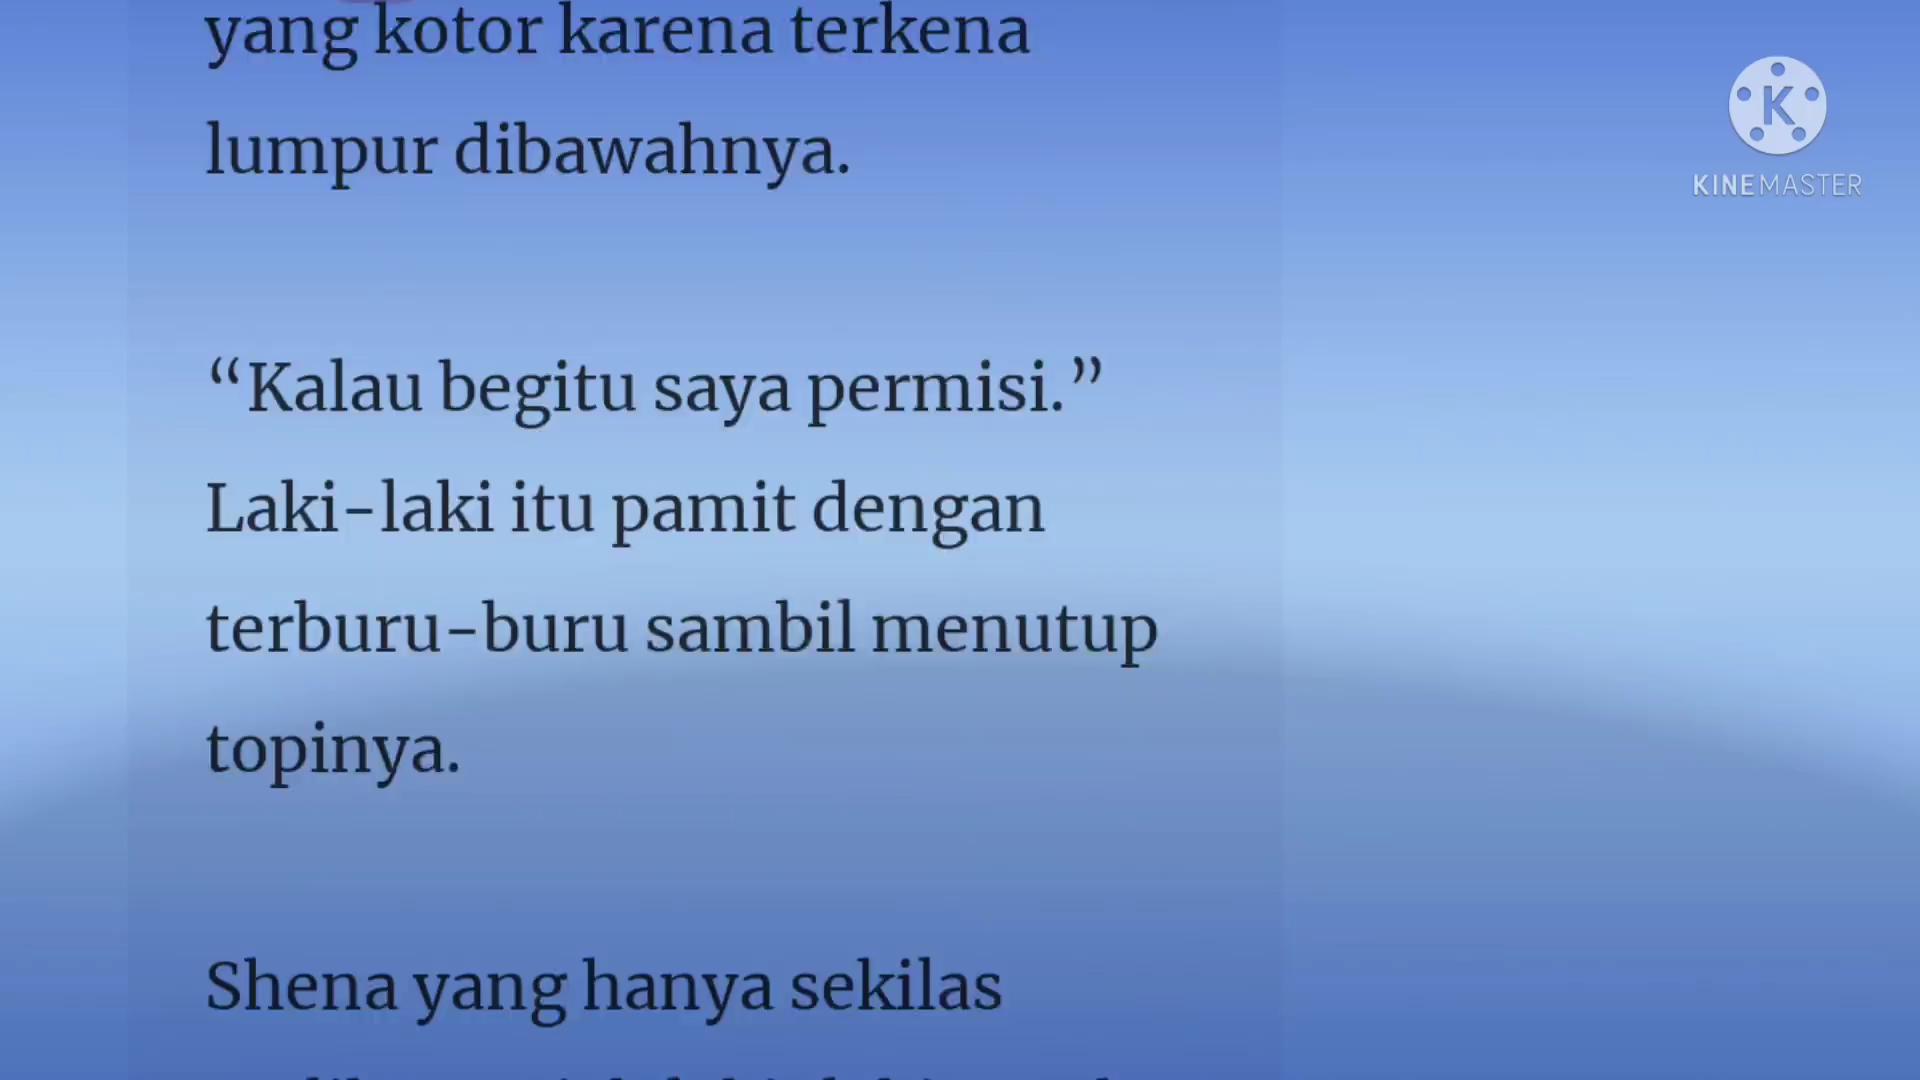 yang kotor karena terkena
lumpur dibawahnya.
“Kalau begitu saya permisi.”
Laki-laki itu pamit dengan
terburu-buru sambil menutup
topinya.
Shena yang hanya sekilas
KINEMASTER